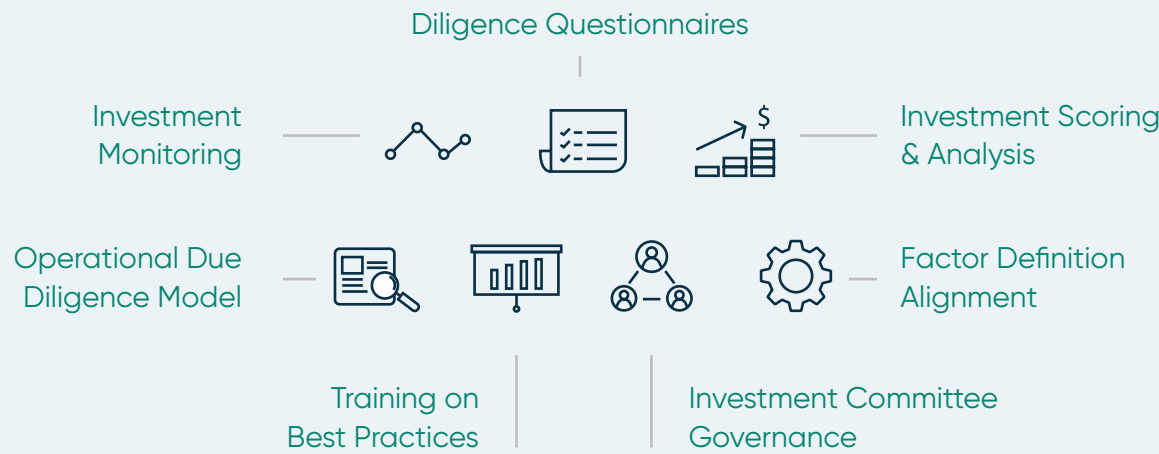 Diligence Questionnaires
Investment
Monitoring
$
Investment Scoring
& Analysis
Operational Due
Diligence Model
Factor Definition
Alignment
Training on
Best Practices
Investment Committee
Governance